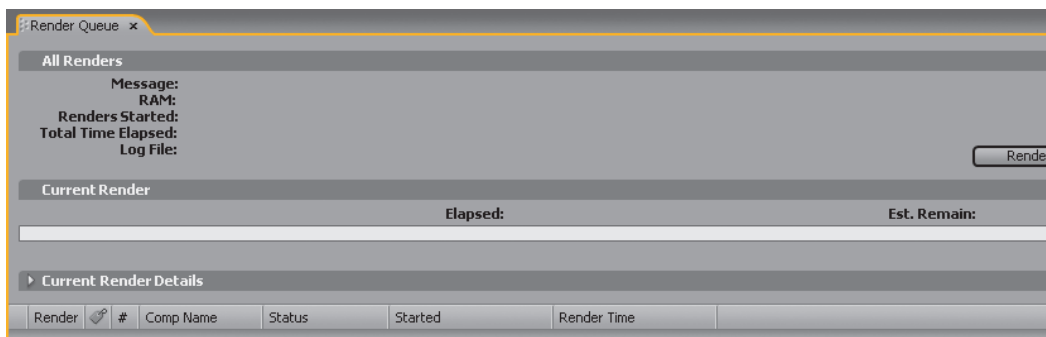 Render Queue x
All Renders
Message:
RAM:
Renders Started:
Total Time Elapsed:
Log File:
Rende
Current Render
Elapsed: Est. Remain:
Current Render Details
Render # Comp Name Status Started Render Time